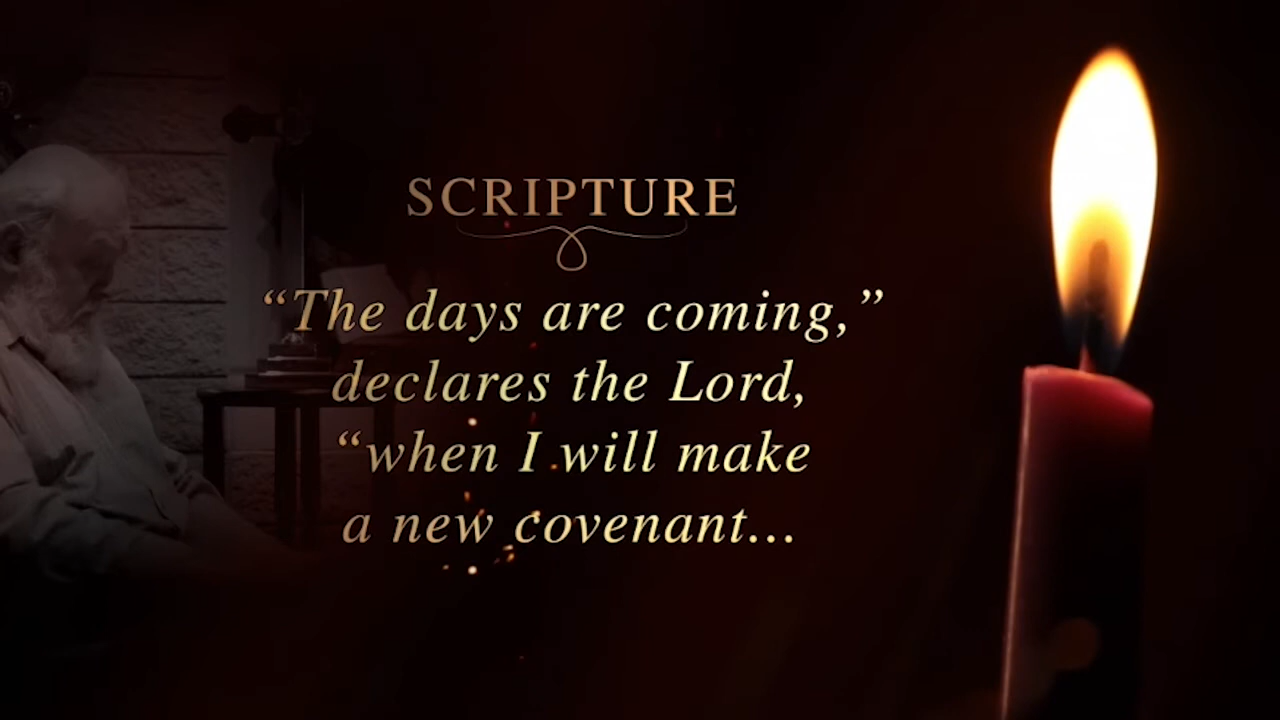 SCRIPTURE
“The days are coming,”
declares the Lord,
“when I will make
a new covenant...